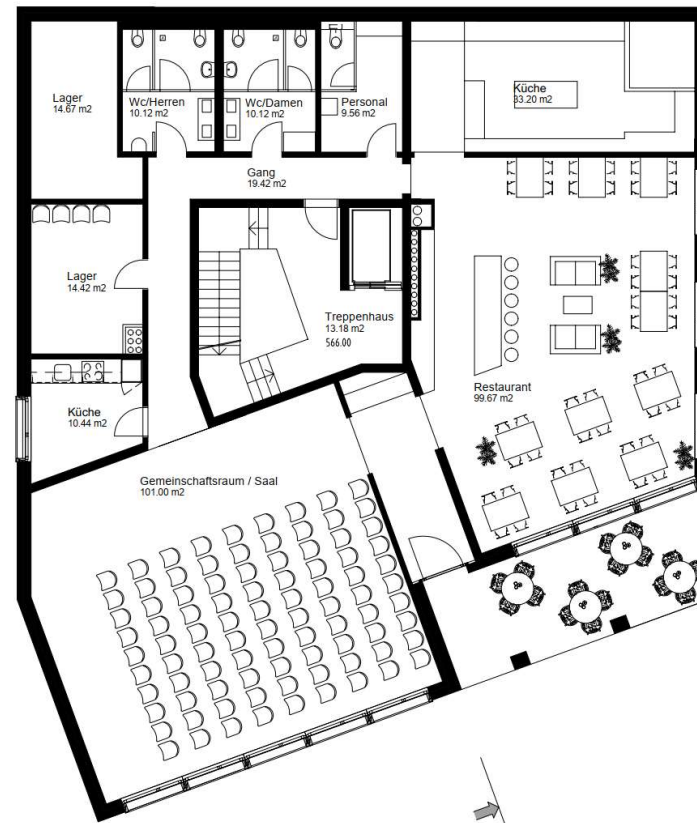 Lager
14.67 m2
Wc/Herren
10.12 m2
Wc/Damen
10.12 m2
Personal
9.56 m2
Küche
33.20 m2
Gang
19.42 m2
Lager
14.42 m2
Treppenhaus
13.18 m2
566.00
Restaurant
99.67 m2
Küche
10.44 m2
Gemeinschaftsraum / Saal
101.00 m2